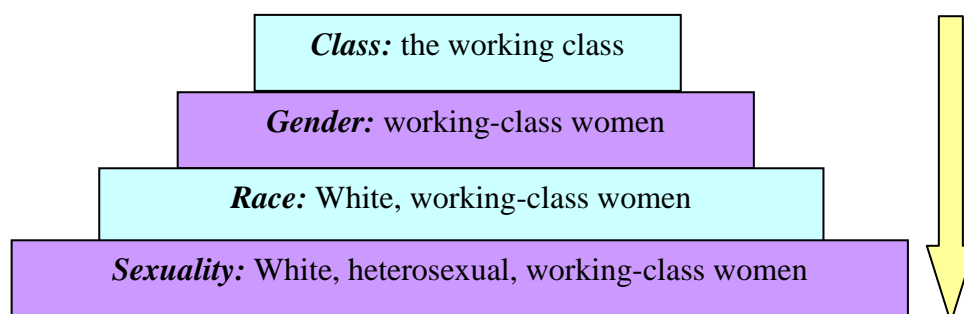 Class: the working class
Gender: working-class women
Race: White, working-class women
Sexuality: White, heterosexual, working-class women